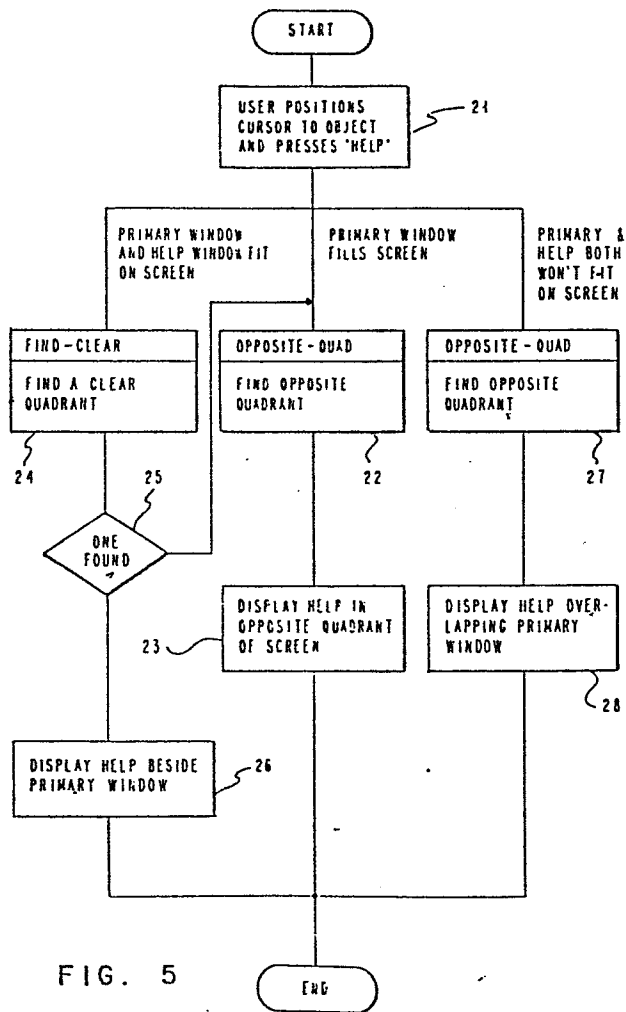 START
USER POSITIONS
CURSOR TO OBJECT
AND PRESSES 'HELP'
21
PRIMARY WINDOW
AND HELP WINDOW FIT
ON SCREEN
PRIMARY WINDOW
FILLS SCREEN
PRIMARY &
HELP BOTH
WON'T FIT
ON SCREEN
FIND-CLEAR
FIND A CLEAR
QUADRANT
24
OPPOSITE-QUAD
FIND OPPOSITE
QUADRANT
22
OPPOSITE-QUAD
FIND OPPOSITE
QUADRANT
27
25
ONE
FOUND
DISPLAY HELP IN
OPPOSITE QUADRANT
OF SCREEN
23
DISPLAY HELP OVER-
LAPPING PRIMARY
WINDOW
28
DISPLAY HELP BESIDE
PRIMARY WINDOW
26
FIG. 5
END